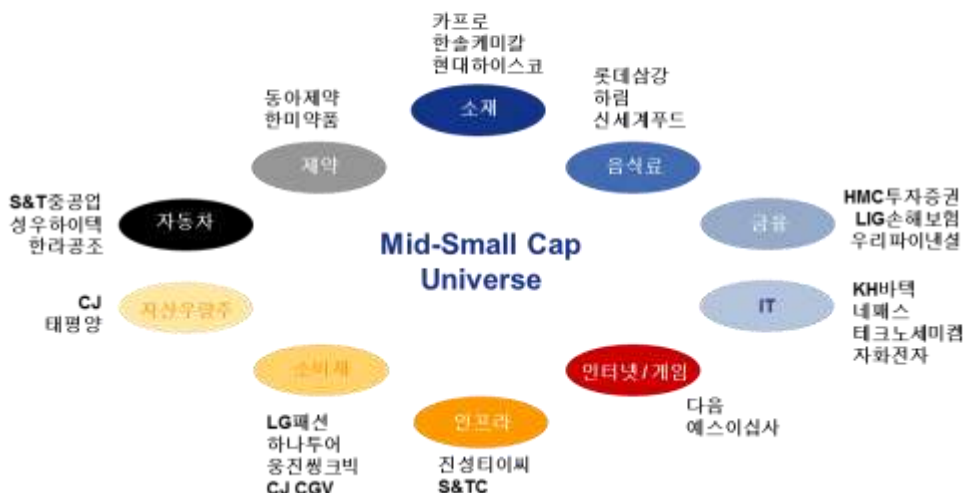 카프로
한솔케미칼
현대하이스코
소재
동아제약
한미약품
제약
롯데삼강
하림
신세계푸드
음식료
S&T중공업
성우하이텍
한라공조
자동차
Mid-Small Cap
Universe
HMC투자증권
LIG손해보험
우리파이낸셜
금융
CJ
태평양
자산우량주
IT
KH바텍
네패스
테크노세미켐
자화전자
소비재
LG패션
하나투어
웅진씽크빅
CJ CGV
인프라
진성티이씨
S&TC
인터넷/게임
다음
예스이십사